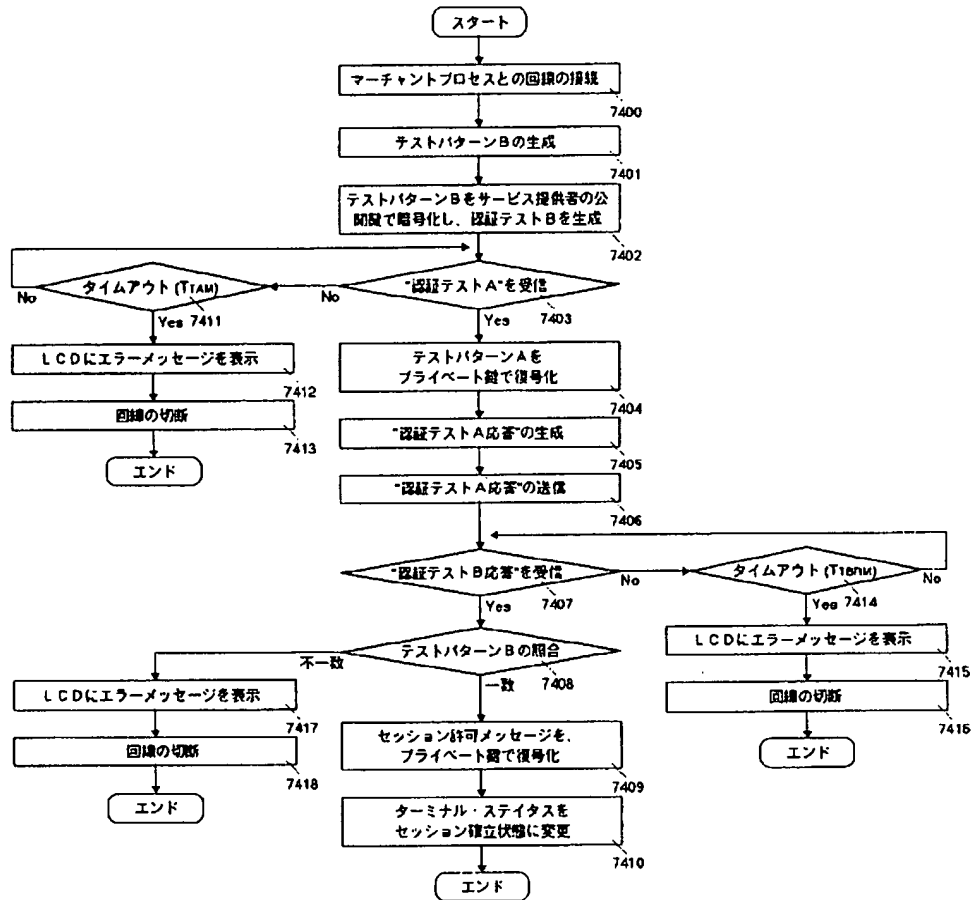 スタート
マーチャントプロセスとの回線の接続
7400
テストパターンBの生成
7401
テストパターンBをサービス提供者の公
開鍵で暗号化し、認証テストBを生成
7402
"認証テストA"を受信
7403
No
Yes
タイムアウト (TTAM)
7411
No
Yes
LCDにエラーメッセージを表示
7412
回線の切断
7413
エンド
テストパターンAを
プライベート鍵で復号化
7404
"認証テストA応答"の生成
7405
"認証テストA応答"の送信
7406
"認証テストB応答"を受信
7407
No
Yes
タイムアウト
7414
No
Yes
LCDにエラーメッセージを表示
7415
回線の切断
7416
エンド
テストパターンBの照合
7408
不一致
一致
LCDにエラーメッセージを表示
7417
回線の切断
7418
エンド
セッション許可メッセージを、
プライベート鍵で復号化
7409
ターミナル・ステイタスを
セッション確立状態に変更
7410
エンド